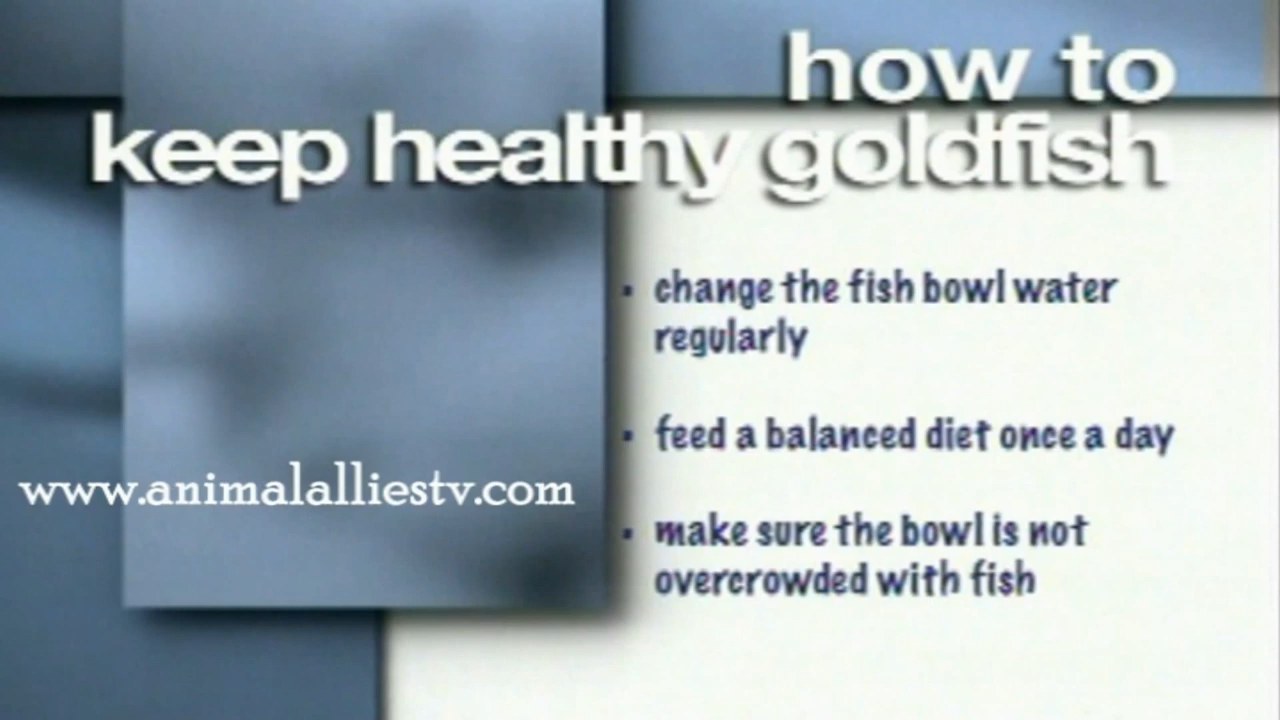 how to
keep healthy goldfish
• change the fish bowl water
regularly
• feed a balanced diet once a day
www.animalalliestv.com
• make sure the bowl is not
overcrowded with fish